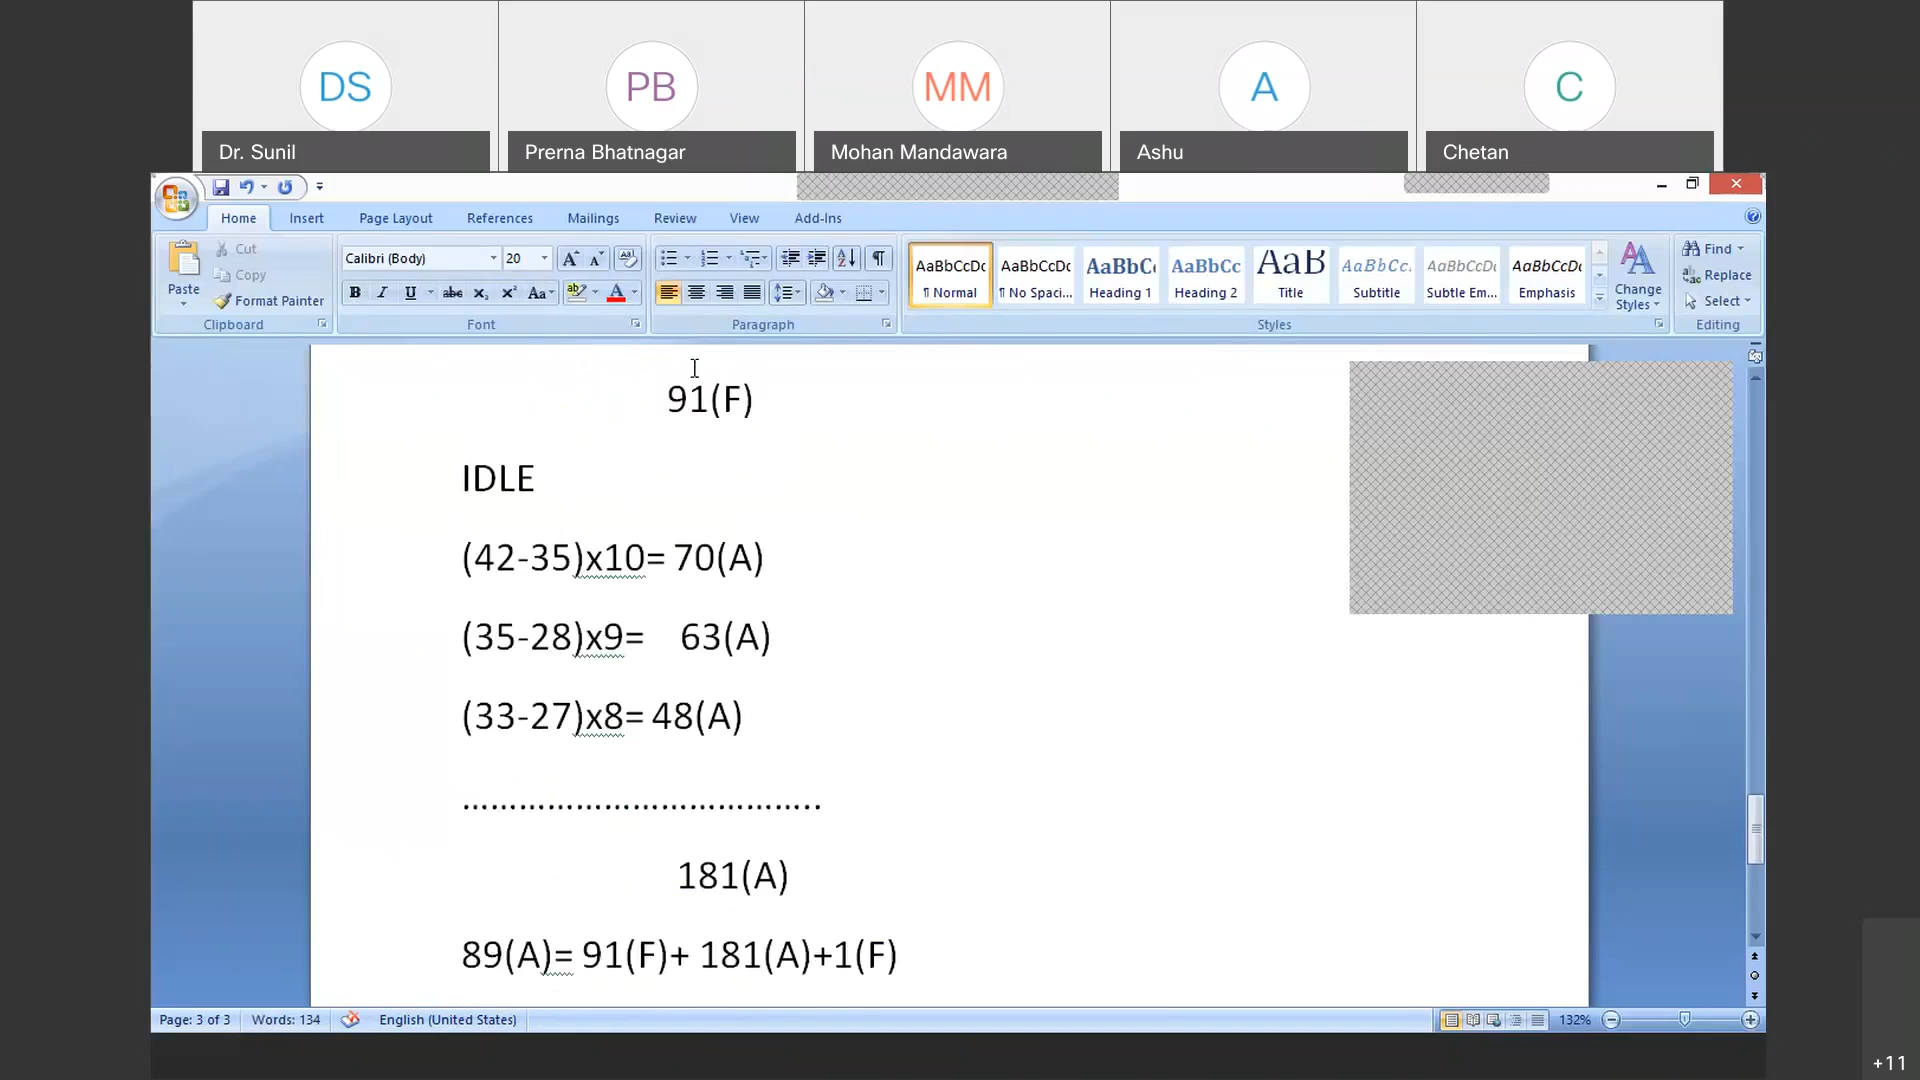 DS
PB
MM
A
C
Dr. Sunil
Prerna Bhatnagar
Mohan Mandawara
Ashu
Chetan
Home Insert Page Layout References Mailings Review View Add-Ins
Paste
Cut
Copy
Format Painter
Clipboard
Calibri (Body) 20
Font
Paragraph
AaBbCcDc AaBbCcDc AaBbC AaBbCc AaB AaBbCc. AaBbCcDc AaBbCcDc
¶ Normal ¶ No Spaci... Heading 1 Heading 2 Title Subtitle Subtle Em... Emphasis
Change Styles
Styles
Find
Replace
Select
Editing
91(F)
IDLE
(42-35)x10= 70(A)
(35-28)x9= 63(A)
(33-27)x8= 48(A)
……………………………….
181(A)
89(A)= 91(F)+ 181(A)+1(F)
Page: 3 of 3 Words: 134 English (United States) 132%
+11